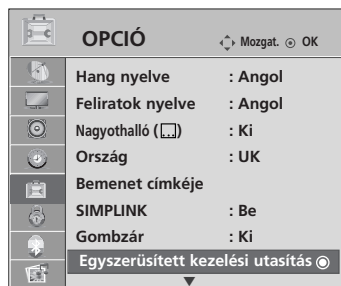 OPCIÓ Mozgat. OK
Hang nyelve : Angol
Feliratok nyelve : Angol
Nagyothalló ( ) : Ki
Ország : UK
Bemenet címkéje
SIMPLINK : Be
Gombzár : Ki
Egyszerüsített kezelési utasítás